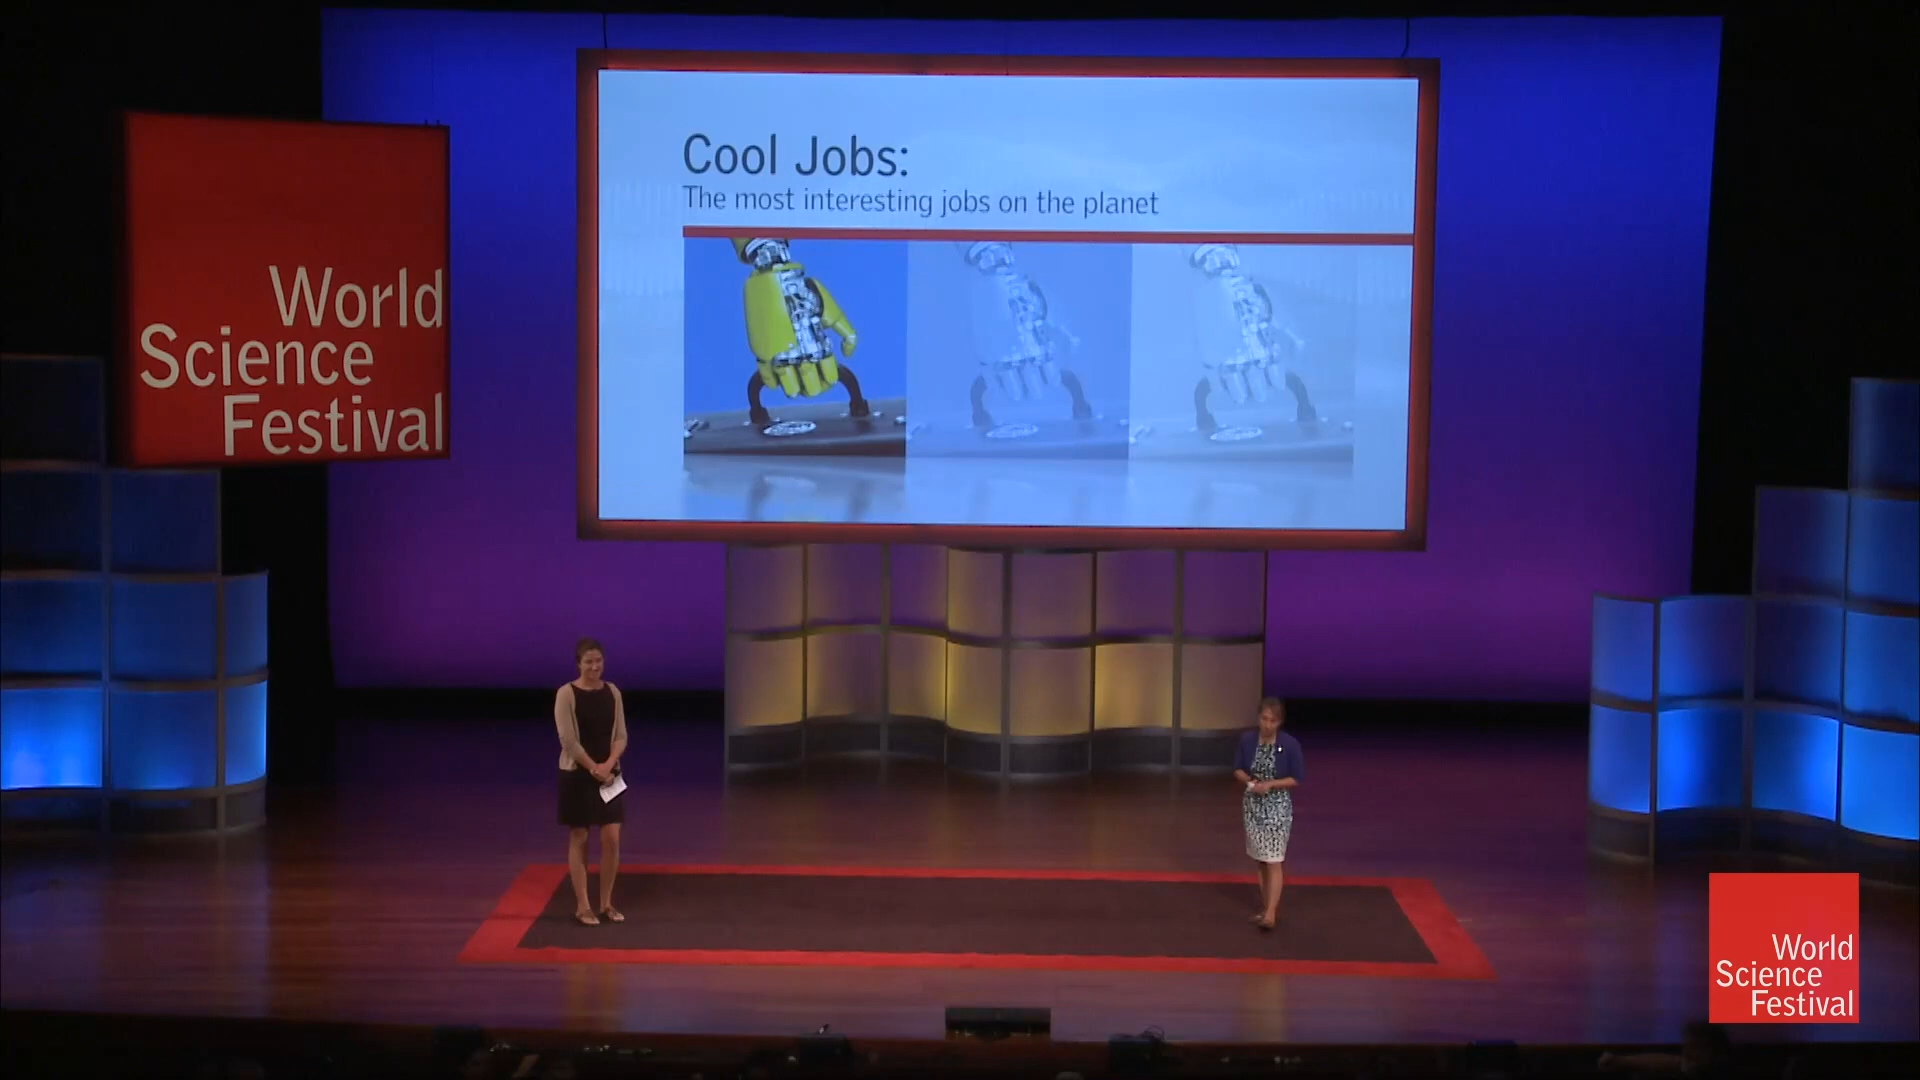 Cool Jobs:
The most interesting jobs on the planet
World
Science
Festival
World
Science
Festival